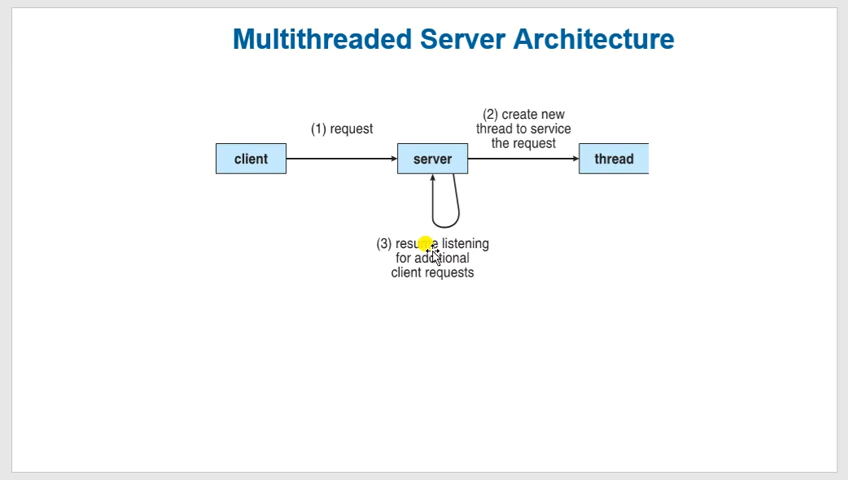 Multithreaded Server Architecture
(1) request
(2) create new
thread to service
the request
client
server
thread
(3) resume listening
for additional
client requests